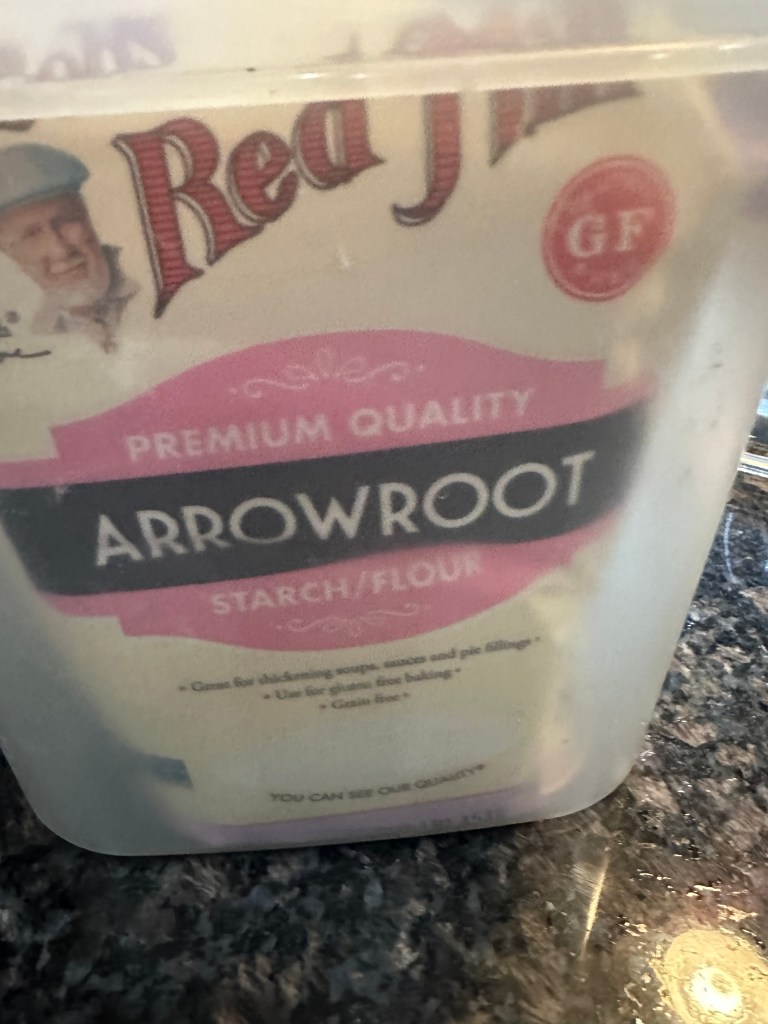 Red Mill
GF
PREMIUM QUALITY
ARROWROOT
STARCH/FLOUR
• Great for thickening soups, sauces and pie fillings •
• Use for gluten free baking •
• Grain free •
YOU CAN SEE OUR QUALITY®